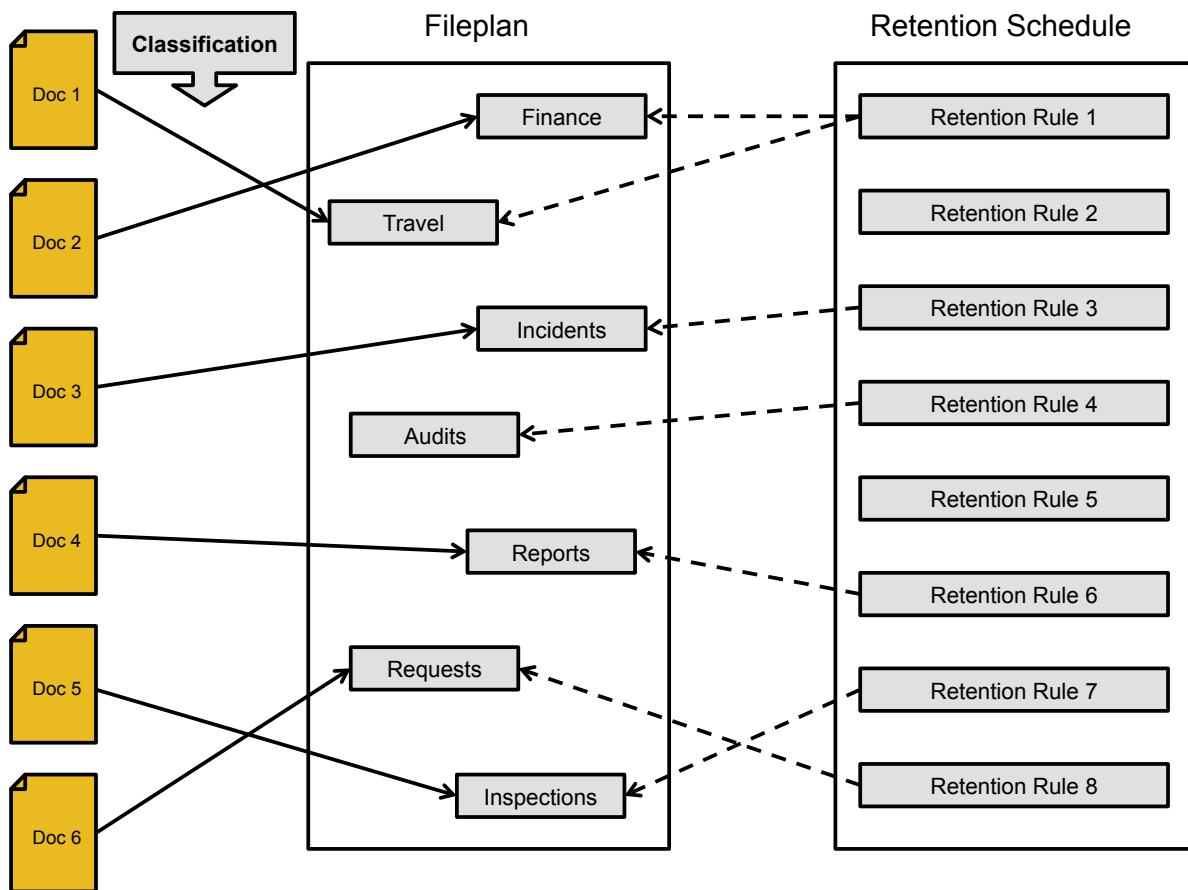 Fileplan
Retention Schedule
Classification
Doc 1
Doc 2
Doc 3
Doc 4
Doc 5
Doc 6
Finance
Travel
Incidents
Audits
Reports
Requests
Inspections
Retention Rule 1
Retention Rule 2
Retention Rule 3
Retention Rule 4
Retention Rule 5
Retention Rule 6
Retention Rule 7
Retention Rule 8